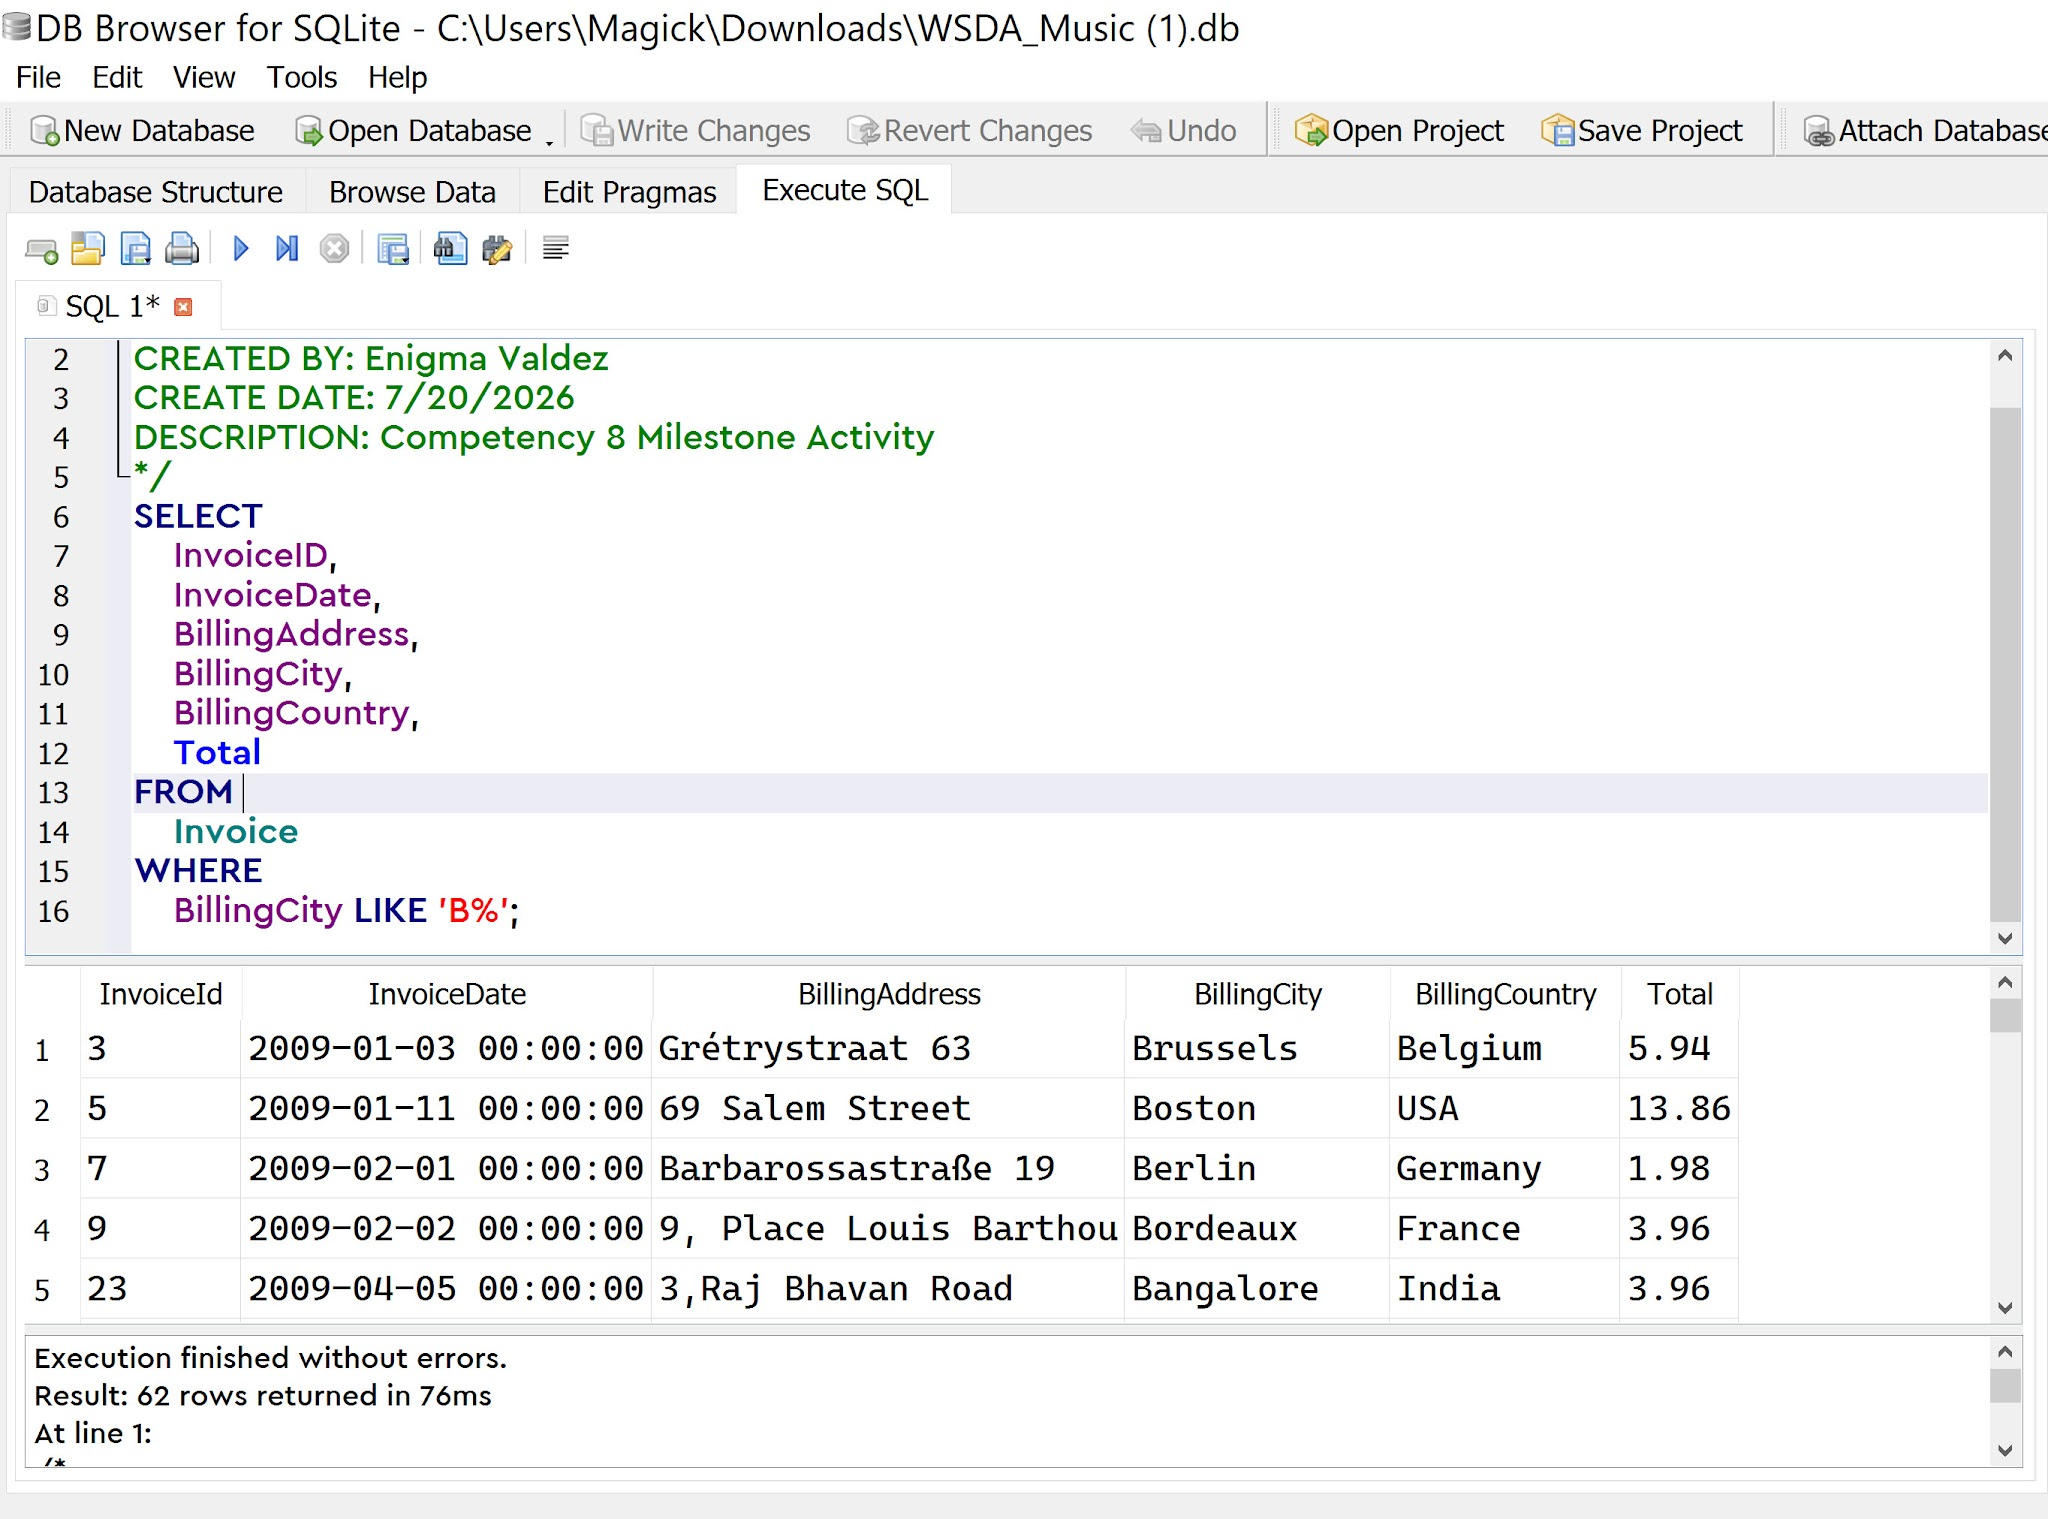 DB Browser for SQLite - C:\Users\Magick\Downloads\WSDA_Music (1).db
File Edit View Tools Help
New Database Open Database Write Changes Revert Changes Undo Open Project Save Project Attach Database
Database Structure Browse Data Edit Pragmas Execute SQL
SQL 1*
2 CREATED BY: Enigma Valdez
3 CREATE DATE: 7/20/2026
4 DESCRIPTION: Competency 8 Milestone Activity
5 */
6 SELECT
7 InvoiceID,
8 InvoiceDate,
9 BillingAddress,
10 BillingCity,
11 BillingCountry,
12 Total
13 FROM
14 Invoice
15 WHERE
16 BillingCity LIKE 'B%';
InvoiceId InvoiceDate BillingAddress BillingCity BillingCountry Total
1 3 2009-01-03 00:00:00 Grétrystraat 63 Brussels Belgium 5.94
2 5 2009-01-11 00:00:00 69 Salem Street Boston USA 13.86
3 7 2009-02-01 00:00:00 Barbarossastraße 19 Berlin Germany 1.98
4 9 2009-02-02 00:00:00 9, Place Louis Barthou Bordeaux France 3.96
5 23 2009-04-05 00:00:00 3,Raj Bhavan Road Bangalore India 3.96
Execution finished without errors.
Result: 62 rows returned in 76ms
At line 1:
/*